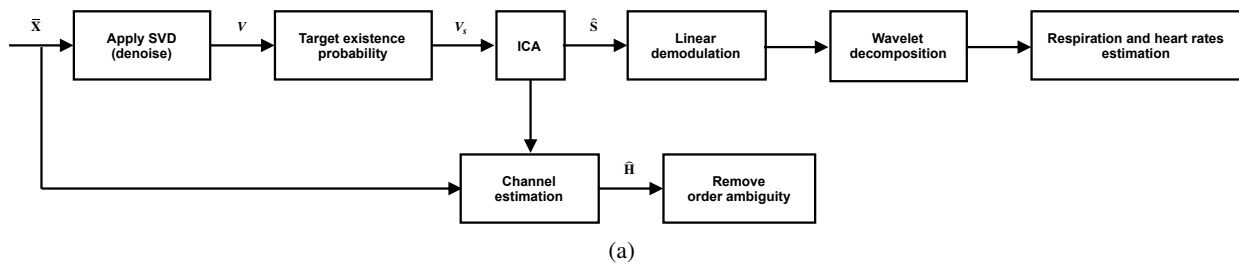 X̅ V V_s Ŝ
Apply SVD
(denoise)
Target existence
probability
ICA
Linear
demodulation
Wavelet
decomposition
Respiration and heart rates
estimation
Channel
estimation
Ĥ
Remove
order ambiguity
(a)